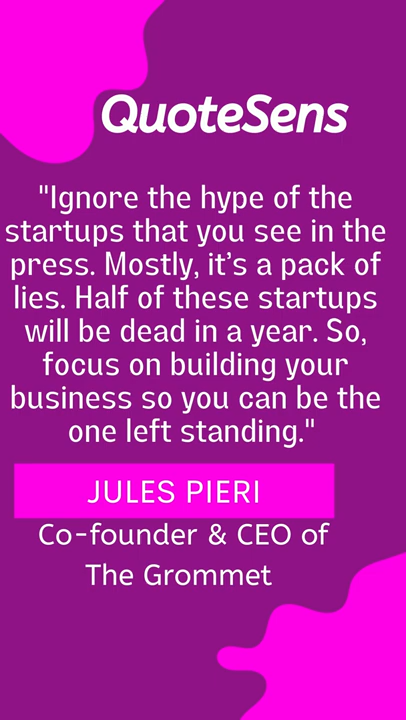 QuoteSens
"Ignore the hype of the
startups that you see in the
press. Mostly, it’s a pack of
lies. Half of these startups
will be dead in a year. So,
focus on building your
business so you can be the
one left standing."
JULES PIERI
Co-founder & CEO of
The Grommet